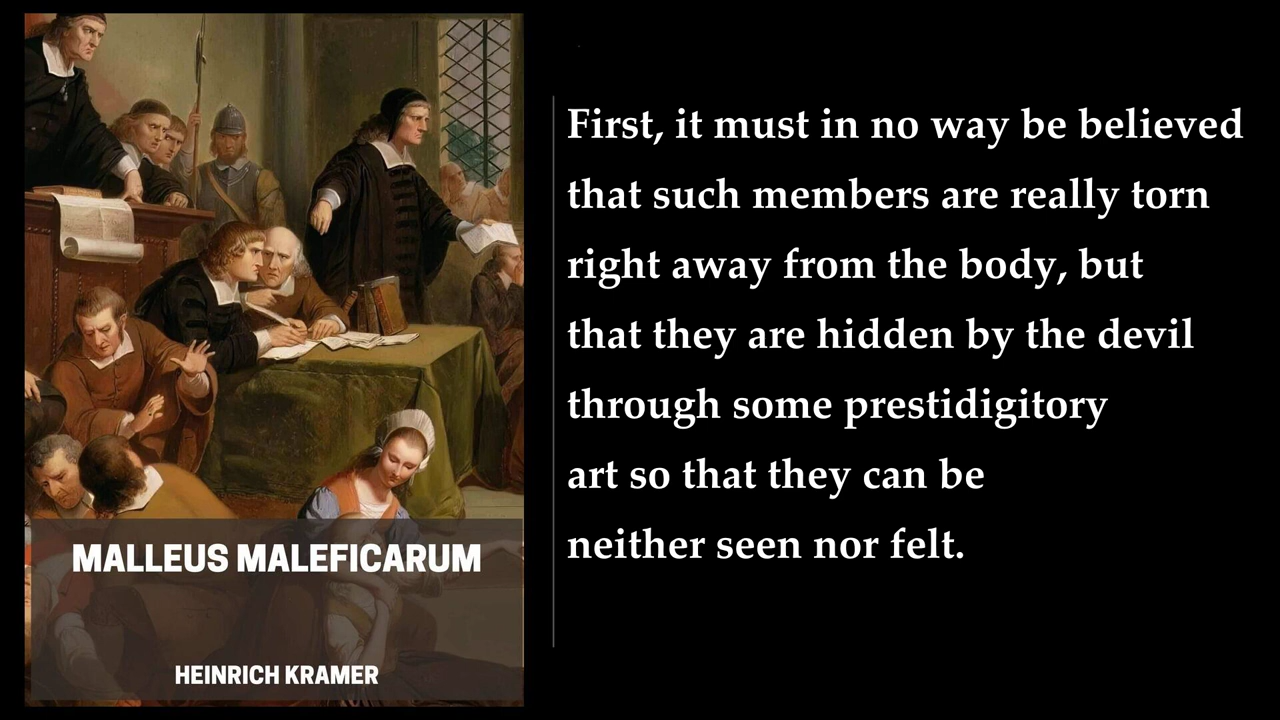 MALLEUS MALEFICARUM
HEINRICH KRAMER
First, it must in no way be believed
that such members are really torn
right away from the body, but
that they are hidden by the devil
through some prestidigitory
art so that they can be
neither seen nor felt.